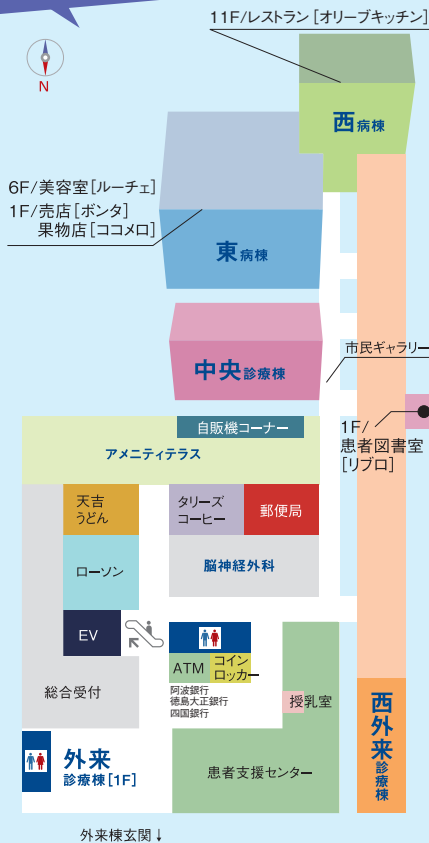 11F/レストラン[オリーブキッチン]
N
西病棟
6F/美容室[ルーチェ]
1F/売店[ボンタ]
果物店[ココメロ]
東病棟
中央診療棟
市民ギャラリー
1F/
患者図書室
[リブロ]
自販機コーナー
アメニティテラス
天吉
うどん
タリーズ
コーヒー
郵便局
ローソン
脳神経外科
EV
ATM
コイン
ロッカー
阿波銀行
徳島大正銀行
四国銀行
総合受付
授乳室
西外来診療棟
外来
診療棟[1F]
患者支援センター
外来棟玄関↓